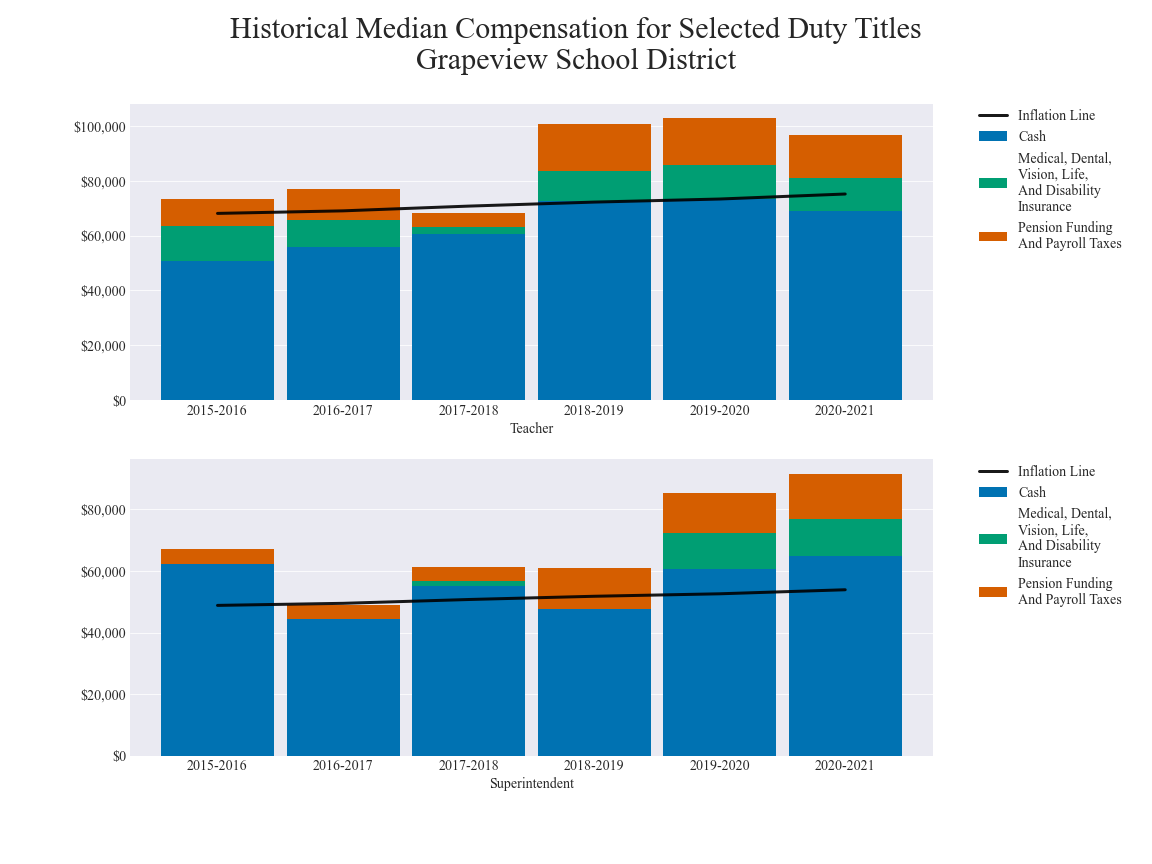 Historical Median Compensation for Selected Duty Titles
Grapeview School District
$100,000
$80,000
$60,000
$40,000
$20,000
$0
2015-2016
2016-2017
2017-2018
2018-2019
2019-2020
2020-2021
Teacher
Inflation Line
Cash
Medical, Dental,
Vision, Life,
And Disability
Insurance
Pension Funding
And Payroll Taxes
$80,000
$60,000
$40,000
$20,000
$0
2015-2016
2016-2017
2017-2018
2018-2019
2019-2020
2020-2021
Superintendent
Inflation Line
Cash
Medical, Dental,
Vision, Life,
And Disability
Insurance
Pension Funding
And Payroll Taxes